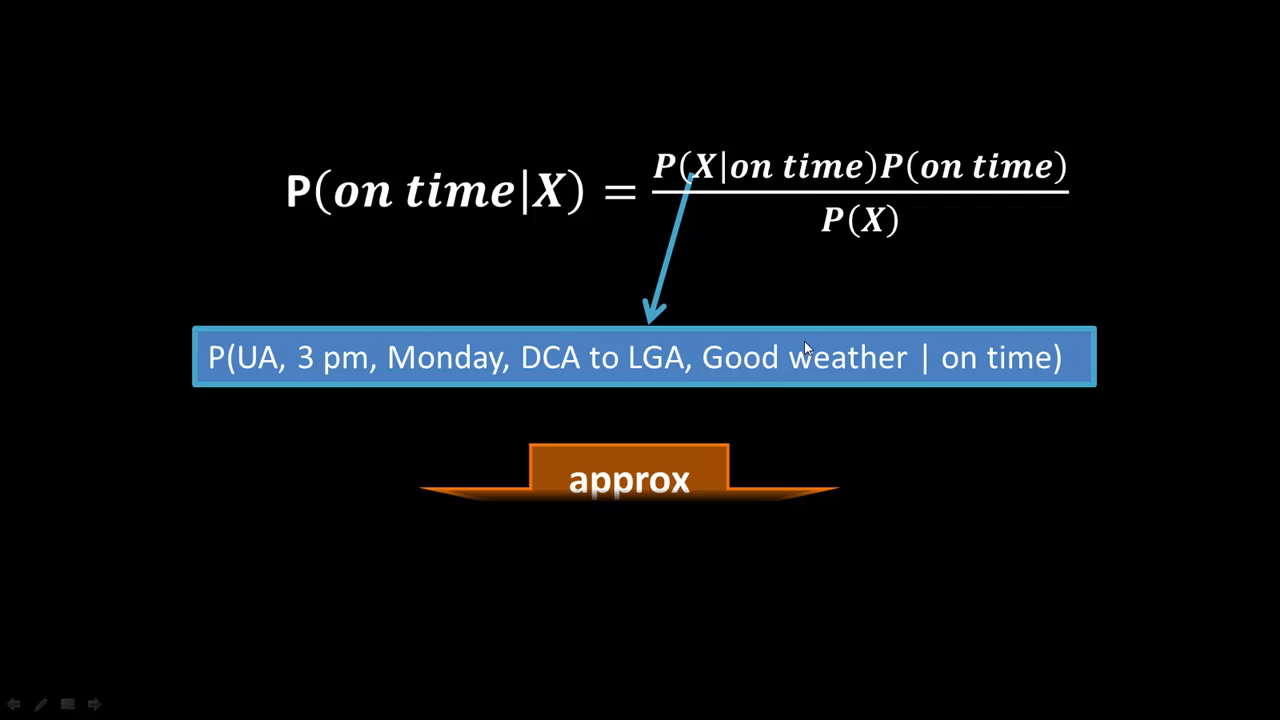 P(on time|X) = P(X|on time)P(on time)
P(X)
P(UA, 3 pm, Monday, DCA to LGA, Good weather | on time)
approx